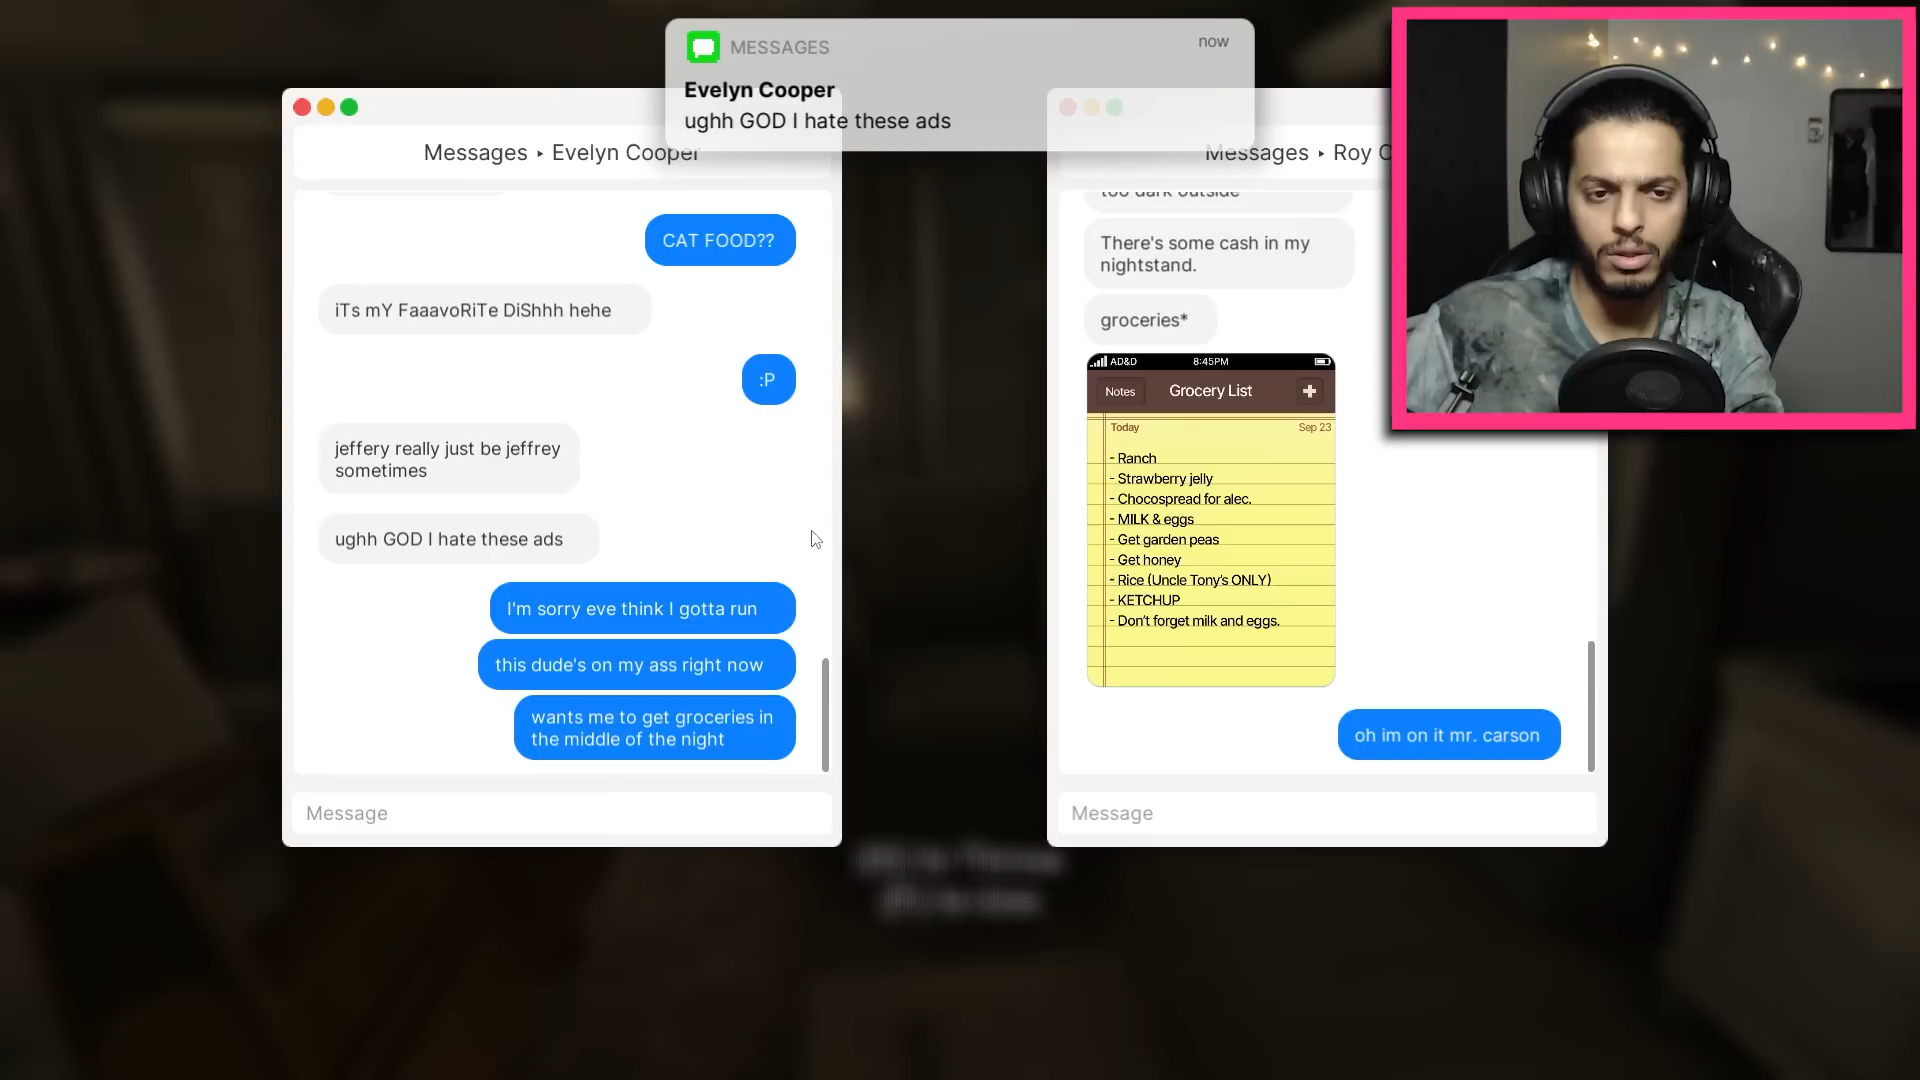 MESSAGES
now
Evelyn Cooper
ughh GOD I hate these ads
Messages ‣ Evelyn Cooper
CAT FOOD??
iTs mY FaaavoRiTe DiShhh hehe
:P
jeffery really just be jeffrey
sometimes
ughh GOD I hate these ads
I'm sorry eve think I gotta run
this dude's on my ass right now
wants me to get groceries in
the middle of the night
Message
Messages ‣ Roy C
too dark outside
There's some cash in my
nightstand.
groceries*
AD&D 8:45PM
Notes Grocery List +
Today Sep 23
- Ranch
- Strawberry jelly
- Chocospread for alec.
- MILK & eggs
- Get garden peas
- Get honey
- Rice (Uncle Tony's ONLY)
- KETCHUP
- Don't forget milk and eggs.
oh im on it mr. carson
Message